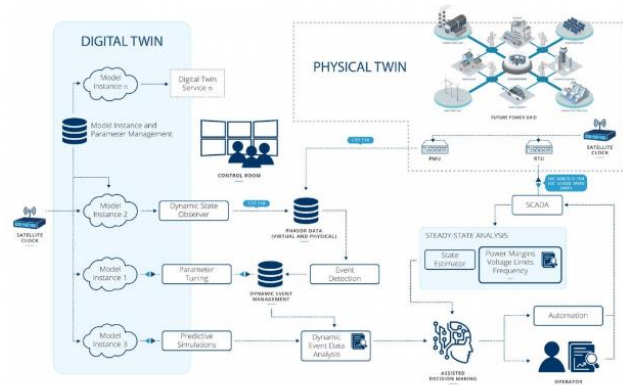 DIGITAL TWIN
Model
Instance n
Digital Twin
Service n
Model Instance and
Parameter Management
CONTROL ROOM
PHYSICAL TWIN
FUTURE POWER GRID
SATELLITE
CLOCK
PMU
RTU
SATELLITE
CLOCK
Model
Instance 2
Dynamic State
Observer
PHASOR DATA
(VIRTUAL AND PHYSICAL)
SCADA
STEADY-STATE ANALYSIS
State
Estimator
Power Margins
Voltage Limits
Frequency
Model
Instance 1
Parameter
Tuning
DYNAMIC EVENT
MANAGEMENT
Event
Detection
Model
Instance 3
Predictive
Simulations
Dynamic
Event Data
Analysis
ASSISTED
DECISION MAKING
Automation
OPERATOR